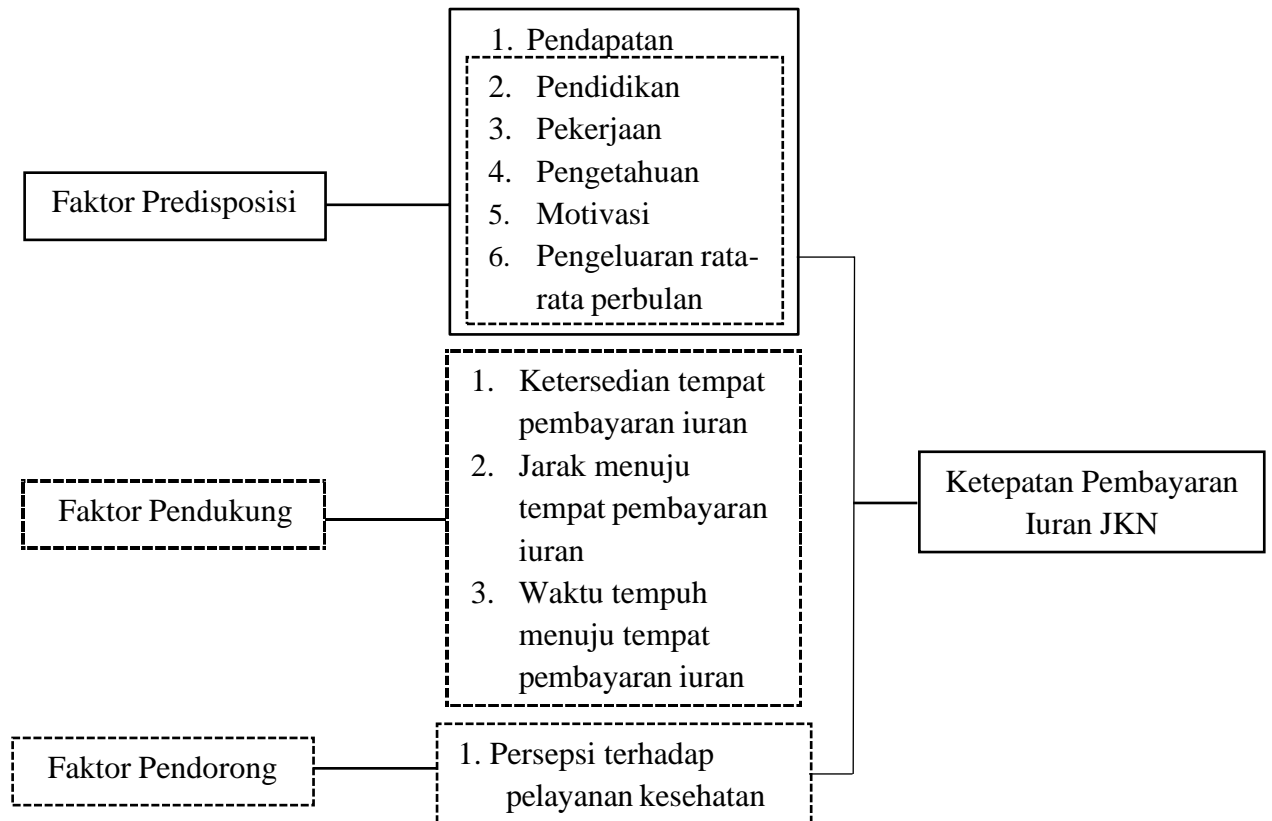 1. Pendapatan
2. Pendidikan
3. Pekerjaan
4. Pengetahuan
5. Motivasi
6. Pengeluaran rata-
rata perbulan
Faktor Predisposisi
1. Ketersedian tempat
pembayaran iuran
2. Jarak menuju
tempat pembayaran
iuran
3. Waktu tempuh
menuju tempat
pembayaran iuran
Faktor Pendukung
Ketepatan Pembayaran
Iuran JKN
Faktor Pendorong
1. Persepsi terhadap
pelayanan kesehatan